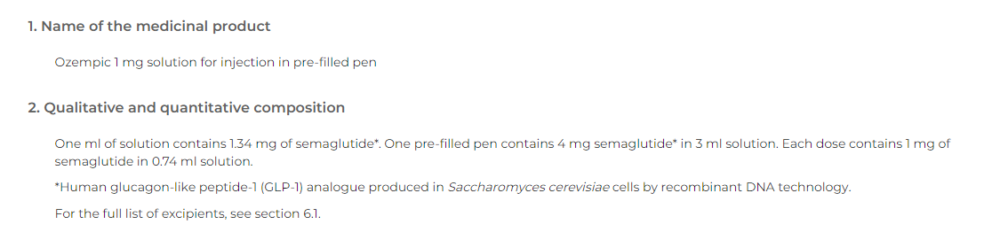 1. Name of the medicinal product
Ozempic 1 mg solution for injection in pre-filled pen
2. Qualitative and quantitative composition
One ml of solution contains 1.34 mg of semaglutide*. One pre-filled pen contains 4 mg semaglutide* in 3 ml solution. Each dose contains 1 mg of
semaglutide in 0.74 ml solution.
*Human glucagon-like peptide-1 (GLP-1) analogue produced in Saccharomyces cerevisiae cells by recombinant DNA technology.
For the full list of excipients, see section 6.1.